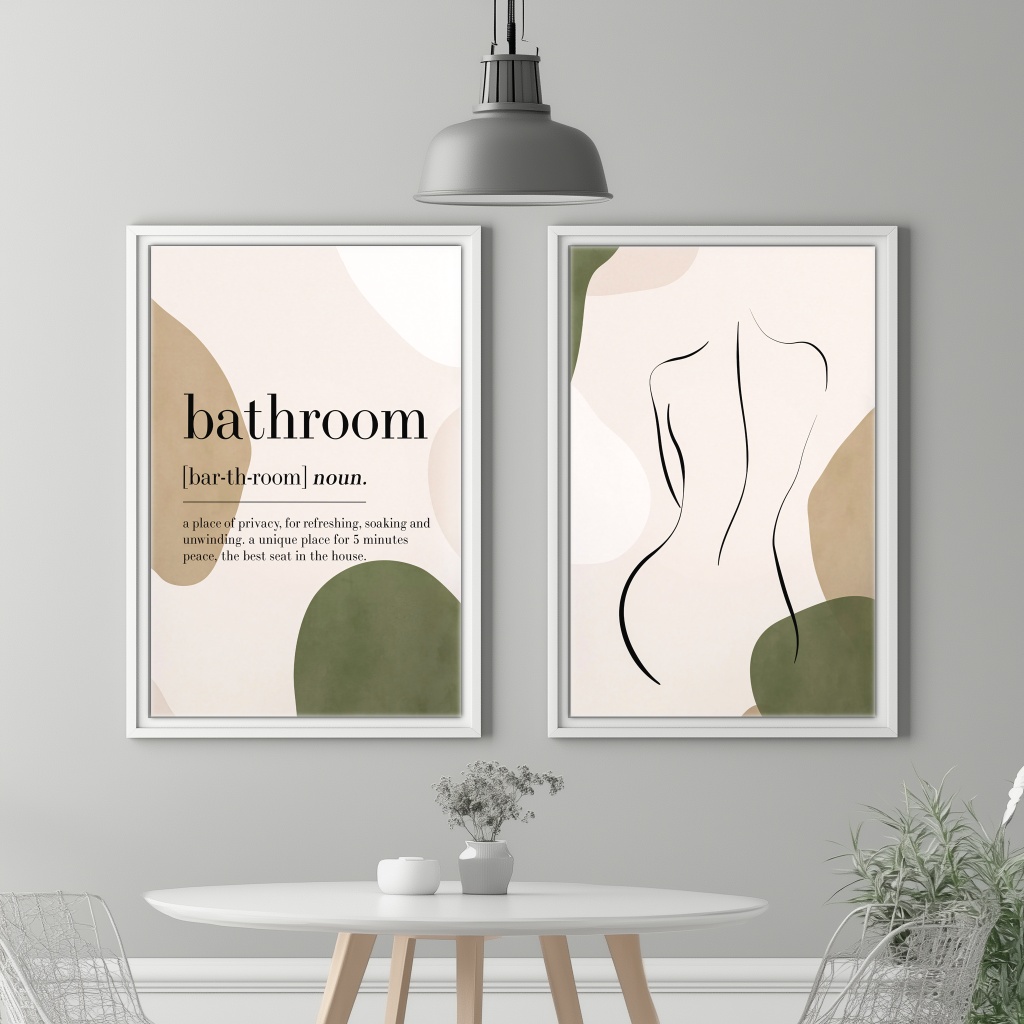 bathroom
[bar-th-room] noun.
a place of privacy, for refreshing, soaking and
unwinding. a unique place for 5 minutes
peace, the best seat in the house.